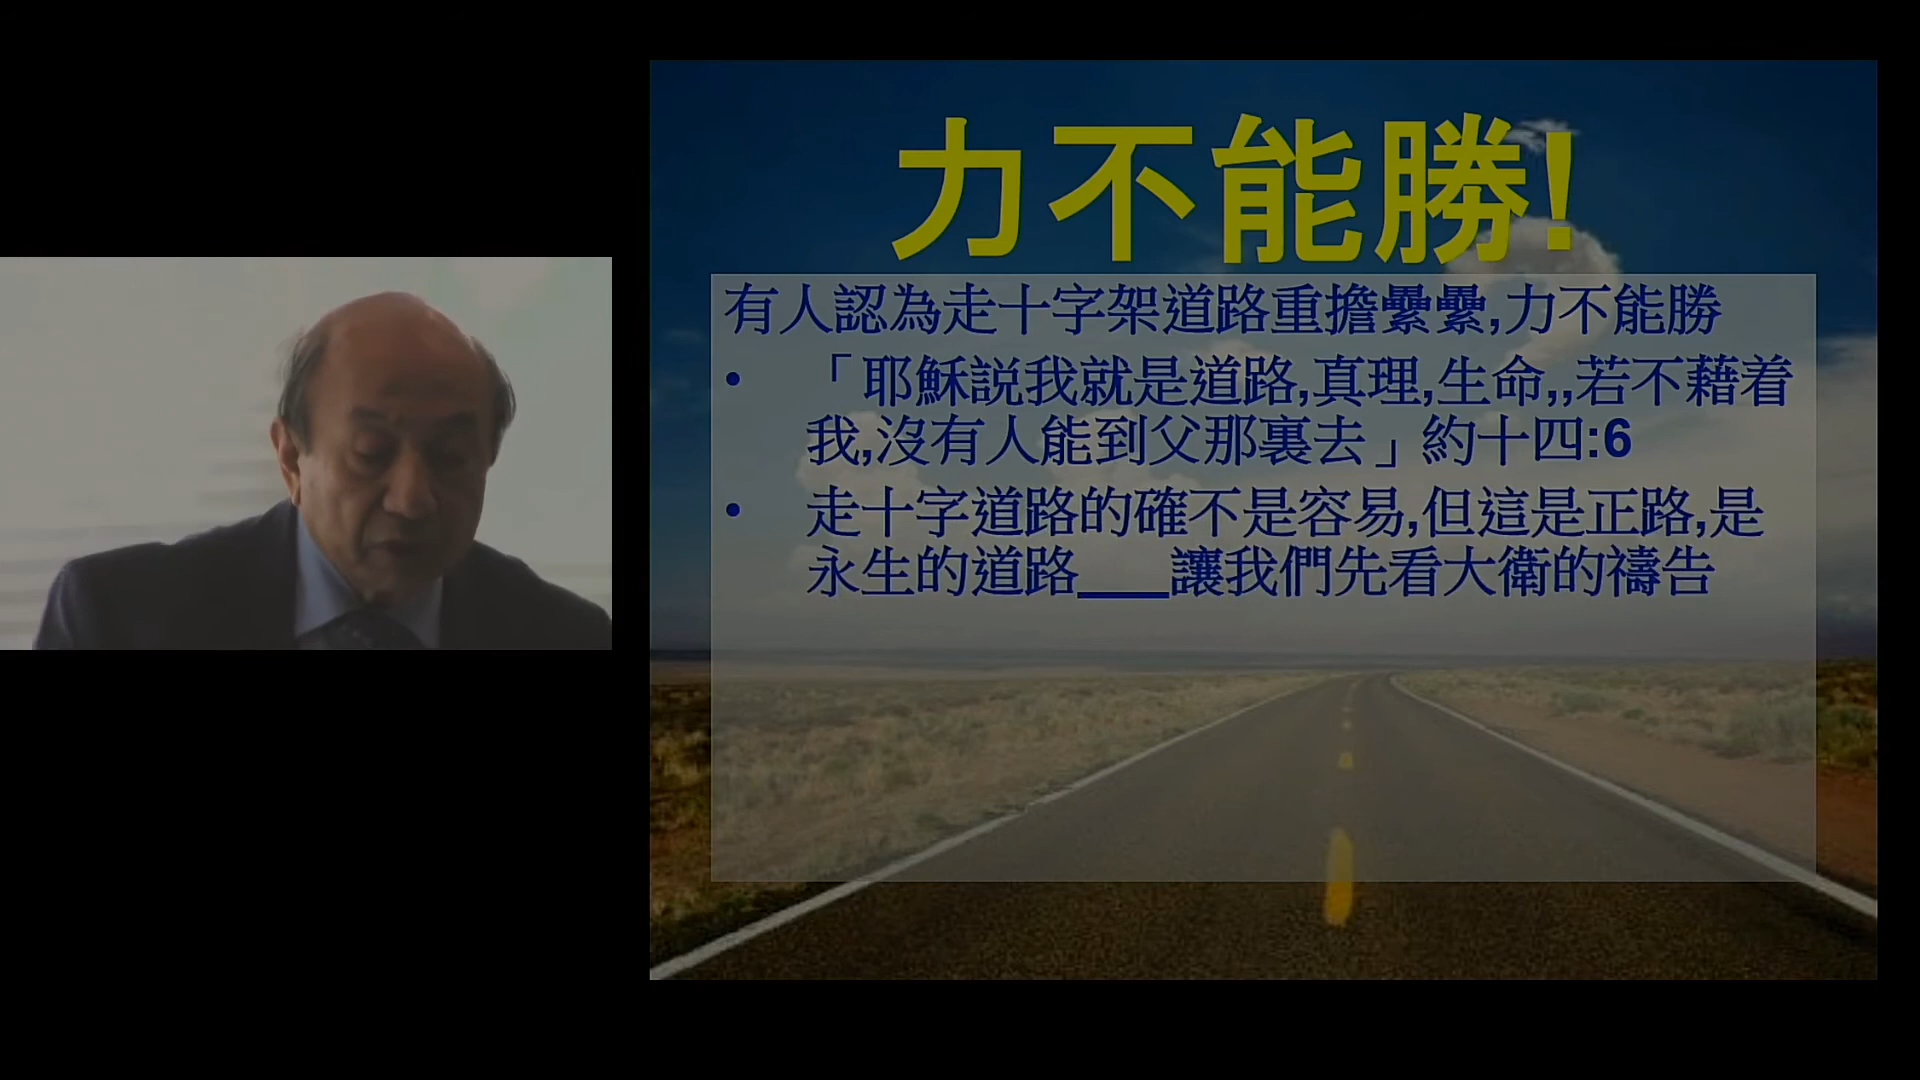 力不能勝!
有人認為走十字架道路重擔纍纍,力不能勝
• 「耶穌説我就是道路,真理,生命,,若不藉着
我,沒有人能到父那裏去」約十四:6
• 走十字道路的確不是容易,但這是正路,是
永生的道路___讓我們先看大衛的禱告